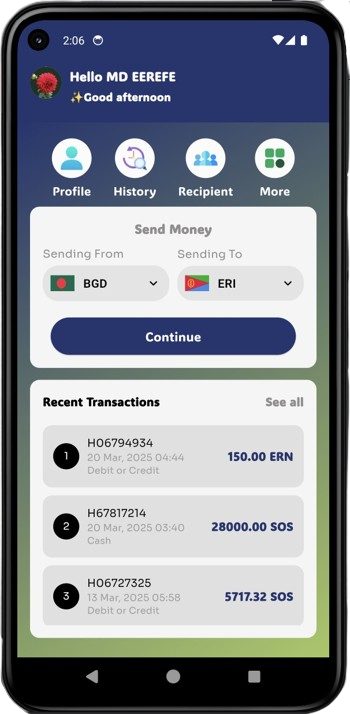 2:06
Hello MD EEREFE
✨Good afternoon
Profile History Recipient More
Send Money
Sending From Sending To
BGD ERI
Continue
Recent Transactions See all
1
H06794934
20 Mar, 2025 04:44
Debit or Credit
150.00 ERN
2
H67817214
20 Mar, 2025 03:40
Cash
28000.00 SOS
3
H06727325
13 Mar, 2025 05:58
Debit or Credit
5717.32 SOS